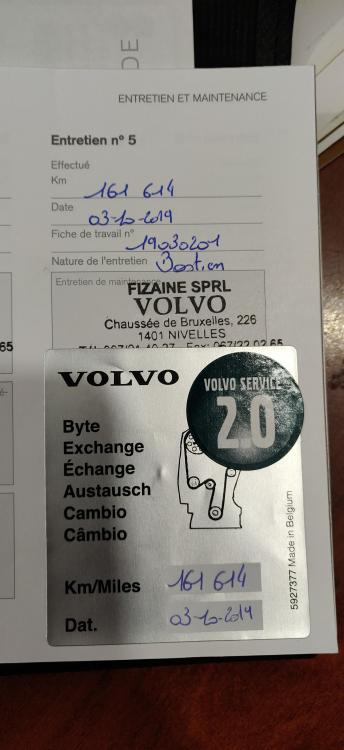 DE
ENTRETIEN ET MAINTENANCE
Entretien nº 5
Effectué
Km
161 614
Date
03-10-2019
Fiche de travail n°
19030201
Nature de l'entretien
Bastien
Entretien de maintenance
FIZAINE SPRL
VOLVO
Chaussée de Bruxelles, 226
1401 NIVELLES
65
VOLVO
VOLVO SERVICE
2.0
Byte
Exchange
Échange
Austausch
Cambio
Câmbio
Km/Miles
161 614
Dat.
03-10-2019
5927377 Made in Belgium